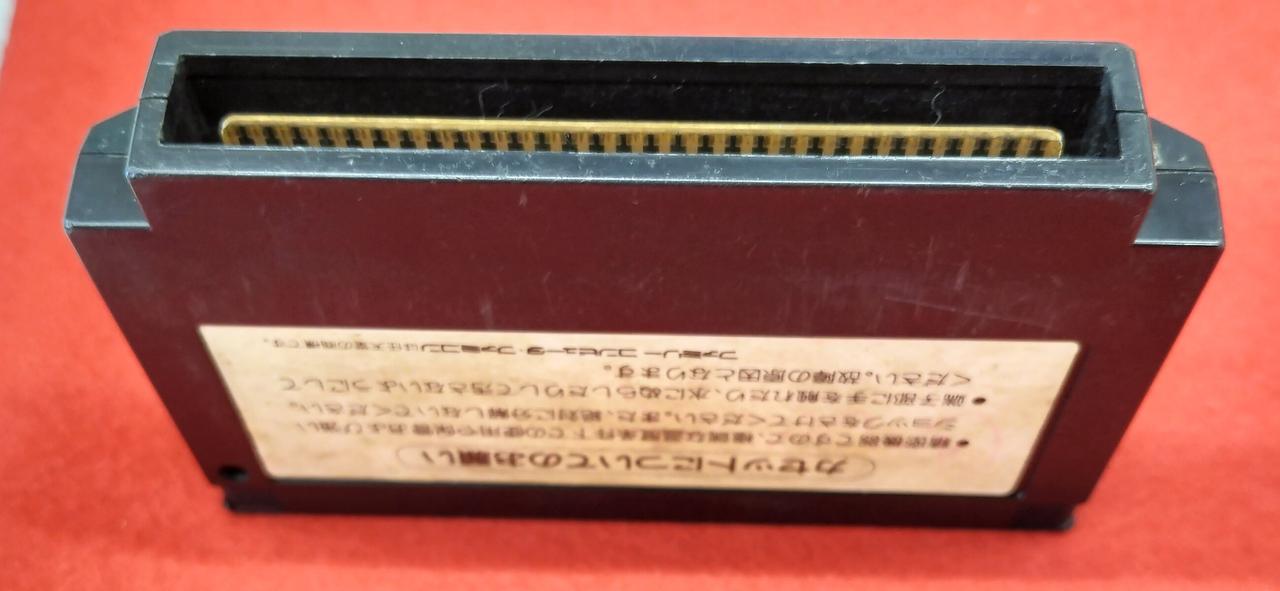 カセットについてのお願い
●精密機器ですので、極端な温度条件下での使用や保管および強い
ショックをさけてください。また、絶対に分解しないでください。
●端子部に手を触れたり、水にぬらしたりして汚さないようにして
ください。故障の原因となります。
ファミリーコンピュータ・ファミコンは任天堂の商標です。